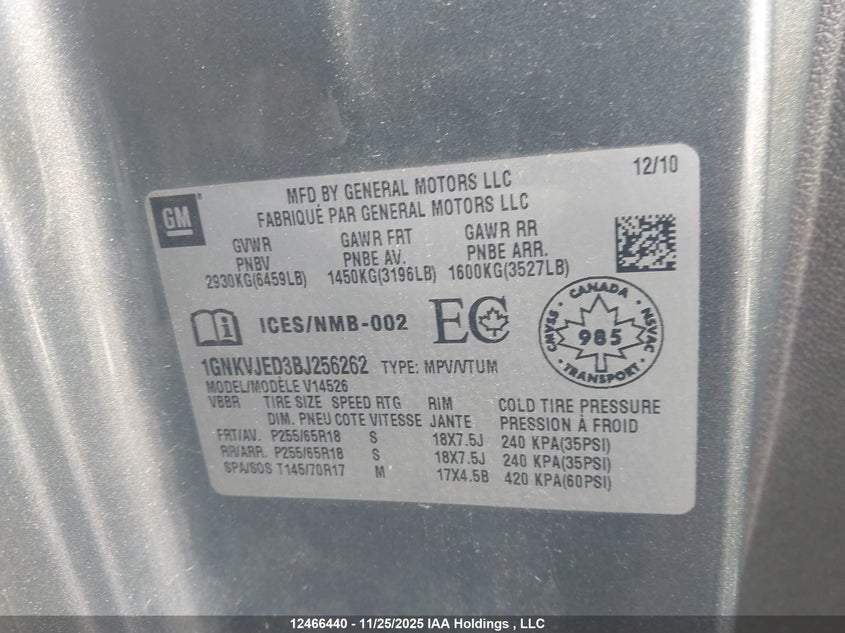 12/10
GM
MFD BY GENERAL MOTORS LLC
FABRIQUÉ PAR GENERAL MOTORS LLC
GVWR GAWR FRT GAWR RR
PNBV PNBE AV. PNBE ARR.
2930KG(6459LB) 1450KG(3196LB) 1600KG(3527LB)
ICES/NMB-002 EC
CANADA
CMVSS 985 NSVAC
TRANSPORT
1GNKVJED3BJ256262 TYPE: MPV/VTUM
MODEL/MODÈLE V14526
VBBR TIRE SIZE SPEED RTG RIM COLD TIRE PRESSURE
DIM. PNEU COTE VITESSE JANTE PRESSION À FROID
FRT/AV. P255/65R18 S 18X7.5J 240 KPA(35PSI)
RR/ARR. P255/65R18 S 18X7.5J 240 KPA(35PSI)
SPA/SOS T145/70R17 M 17X4.5B 420 KPA(60PSI)
12466440 - 11/25/2025 IAA Holdings , LLC